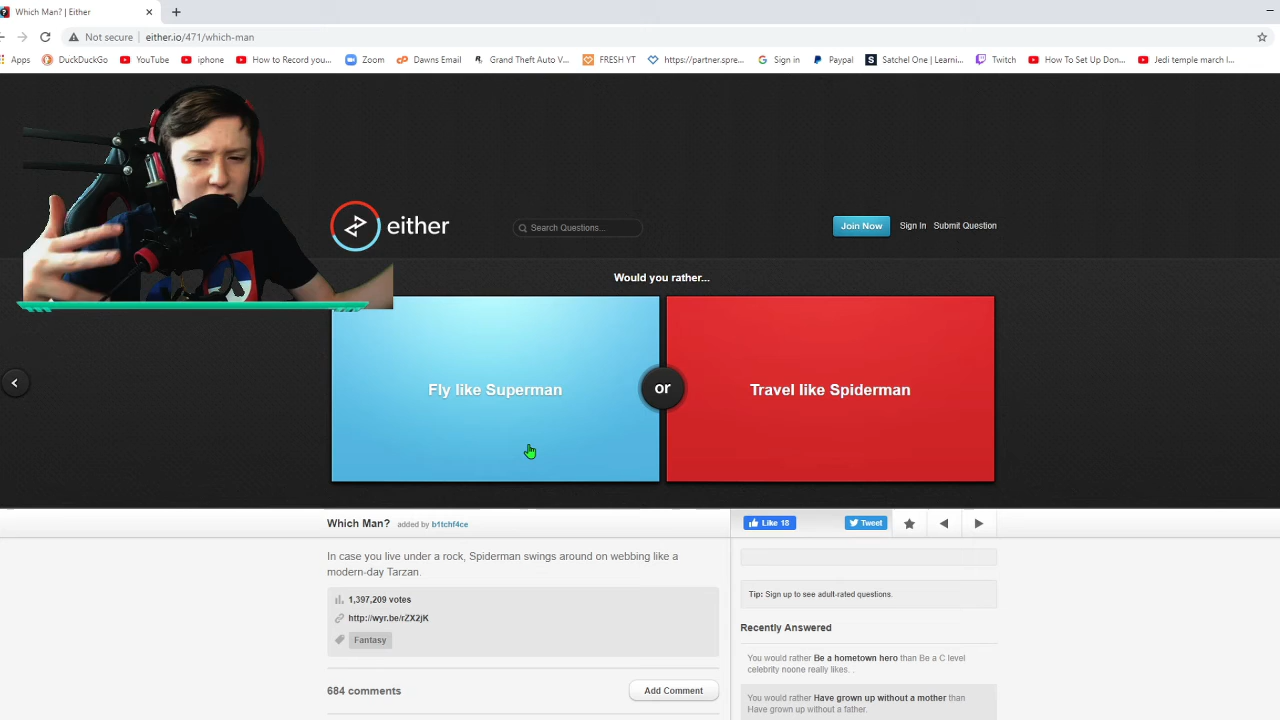 Which Man? | Either
Not secure
either.io/471/which-man
Apps
DuckDuckGo
YouTube
iphone
How to record you...
Zoom
Dawns Email
Grand Theft Auto V...
FRESH YT
https://partner.spre...
Sign in
Paypal
Satchel One | Learni...
Twitch
How To Set Up Don...
Jedi temple march l...
either
Search Questions...
Join Now
Sign In
Submit Question
Would you rather...
Fly like Superman
or
Travel like Spiderman
Which Man? added by b1tchf4ce
Like 18
Tweet
In case you live under a rock, Spiderman swings around on webbing like a
modern-day Tarzan.
1,397,209 votes
http://wyr.be/rZX2jK
Fantasy
684 comments
Add Comment
Tip: Sign up to see adult-rated questions.
Recently Answered
You would rather Be a hometown hero than Be a C level
celebrity noone really likes.
You would rather Have grown up without a mother than
Have grown up without a father.